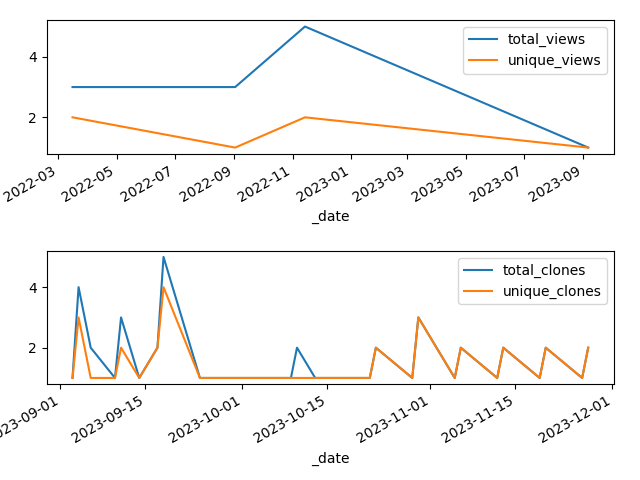 total_views
unique_views
4
2
2022-03 2022-05 2022-07 2022-09 2022-11 2023-01 2023-03 2023-05 2023-07 2023-09
_date
total_clones
unique_clones
4
2
023-09-01 2023-09-15 2023-10-01 2023-10-15 2023-11-01 2023-11-15 2023-12-01
_date